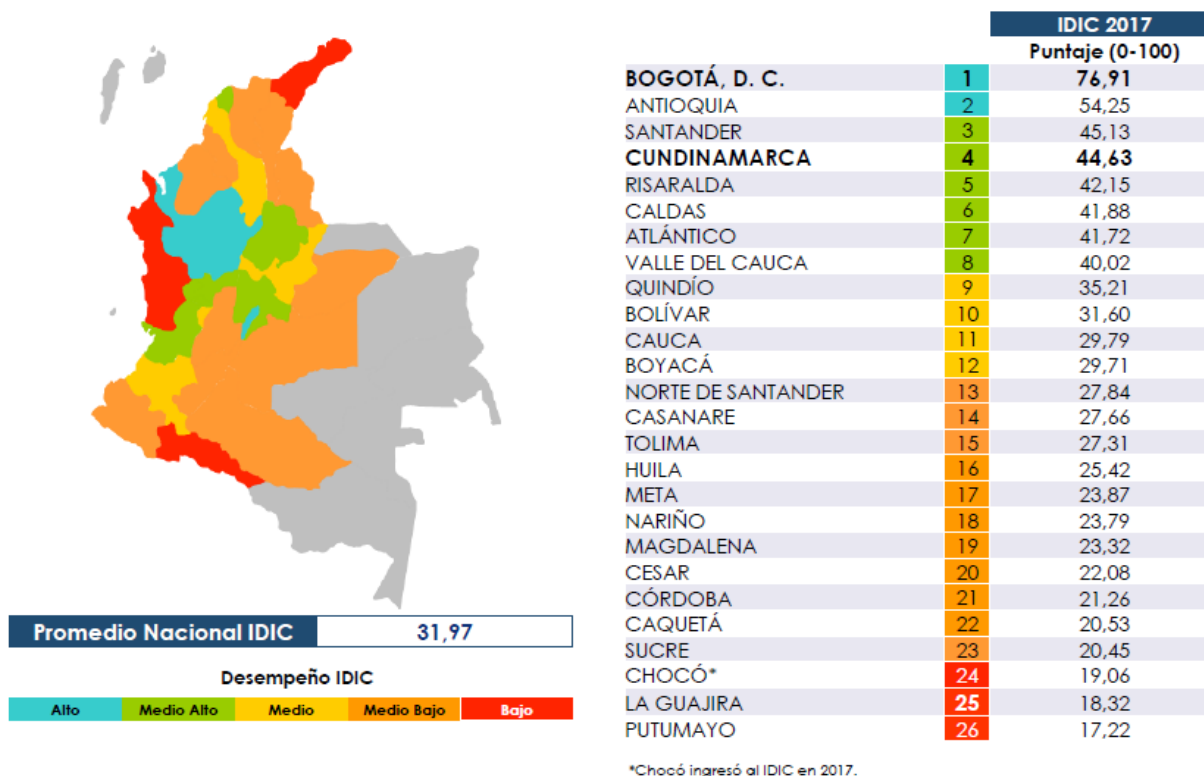 IDIC 2017
Puntaje (0-100)
BOGOTÁ, D. C. 1 76,91
ANTIOQUIA 2 54,25
SANTANDER 3 45,13
CUNDINAMARCA 4 44,63
RISARALDA 5 42,15
CALDAS 6 41,88
ATLÁNTICO 7 41,72
VALLE DEL CAUCA 8 40,02
QUINDÍO 9 35,21
BOLÍVAR 10 31,60
CAUCA 11 29,79
BOYACÁ 12 29,71
NORTE DE SANTANDER 13 27,84
CASANARE 14 27,66
TOLIMA 15 27,31
HUILA 16 25,42
META 17 23,87
NARIÑO 18 23,79
MAGDALENA 19 23,32
CESAR 20 22,08
CÓRDOBA 21 21,26
CAQUETÁ 22 20,53
SUCRE 23 20,45
CHOCÓ* 24 19,06
LA GUAJIRA 25 18,32
PUTUMAYO 26 17,22
*Chocó ingresó al IDIC en 2017.
Promedio Nacional IDIC 31,97
Desempeño IDIC
Alto Medio Alto Medio Medio Bajo Bajo